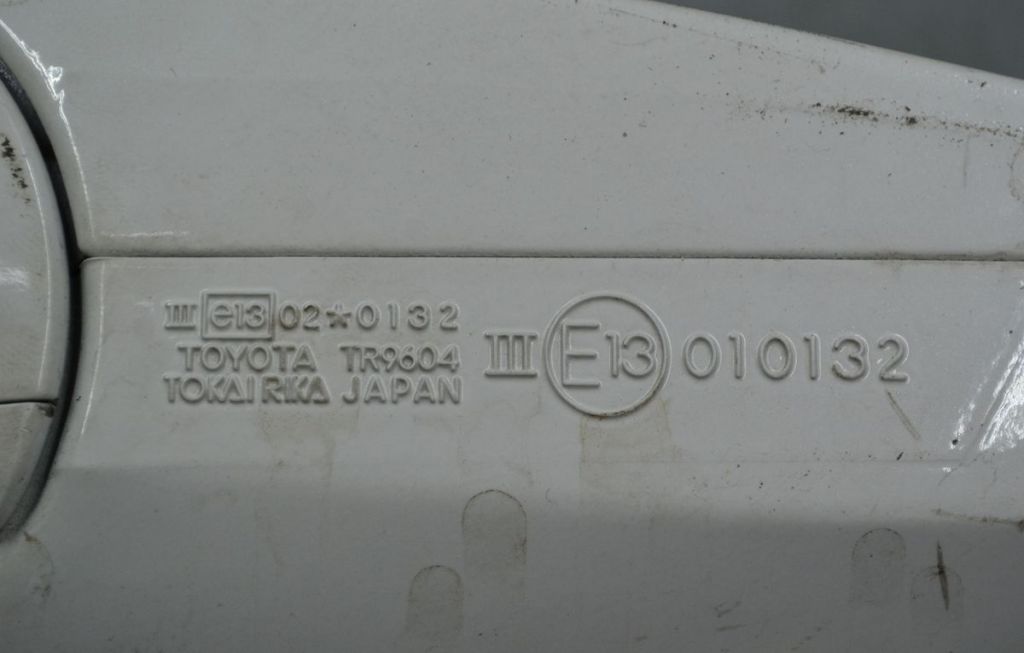 III e13 02*0132
TOYOTA TR9604
TOKAI RIKA JAPAN
III E13 010132